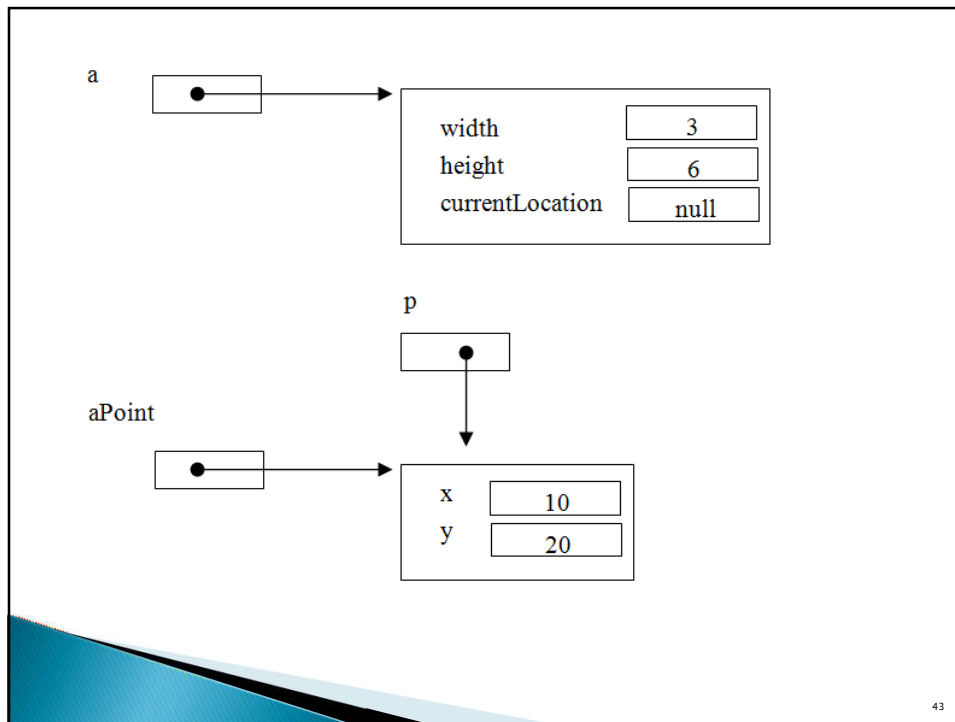 a
width 3
height 6
currentLocation null
p
aPoint
x 10
y 20
43